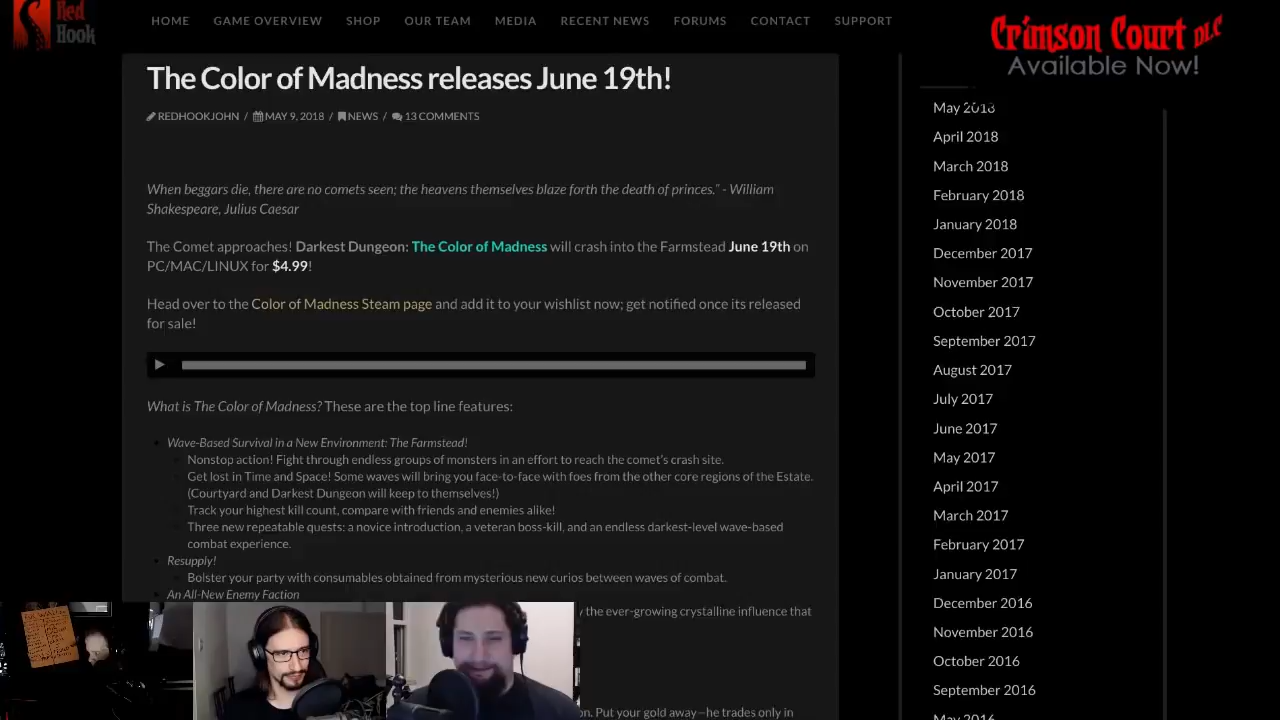 Red
Hook
HOME GAME OVERVIEW SHOP OUR TEAM MEDIA RECENT NEWS FORUMS CONTACT SUPPORT
Crimson Court DLC
Available Now!
The Color of Madness releases June 19th!
REDHOOKJOHN / MAY 9, 2018 / NEWS / 13 COMMENTS
When beggars die, there are no comets seen; the heavens themselves blaze forth the death of princes.” - William
Shakespeare, Julius Caesar
The Comet approaches! Darkest Dungeon: The Color of Madness will crash into the Farmstead June 19th on
PC/MAC/LINUX for $4.99!
Head over to the Color of Madness Steam page and add it to your wishlist now; get notified once its released
for sale!
What is The Color of Madness? These are the top line features:
Wave-Based Survival in a New Environment: The Farmstead!
Nonstop action! Fight through endless groups of monsters in an effort to reach the comet's crash site.
Get lost in Time and Space! Some waves will bring you face-to-face with foes from the other core regions of the Estate.
(Courtyard and Darkest Dungeon will keep to themselves!)
Track your highest kill count, compare with friends and enemies alike!
Three new repeatable quests: a novice introduction, a veteran boss-kill, and an endless darkest-level wave-based
combat experience.
Resupply!
Bolster your party with consumables obtained from mysterious new curios between waves of combat.
An All-New Enemy Faction
the ever-growing crystalline influence that
Put your gold away—he trades only in
May 2018
April 2018
March 2018
February 2018
January 2018
December 2017
November 2017
October 2017
September 2017
August 2017
July 2017
June 2017
May 2017
April 2017
March 2017
February 2017
January 2017
December 2016
November 2016
October 2016
September 2016
May 2016